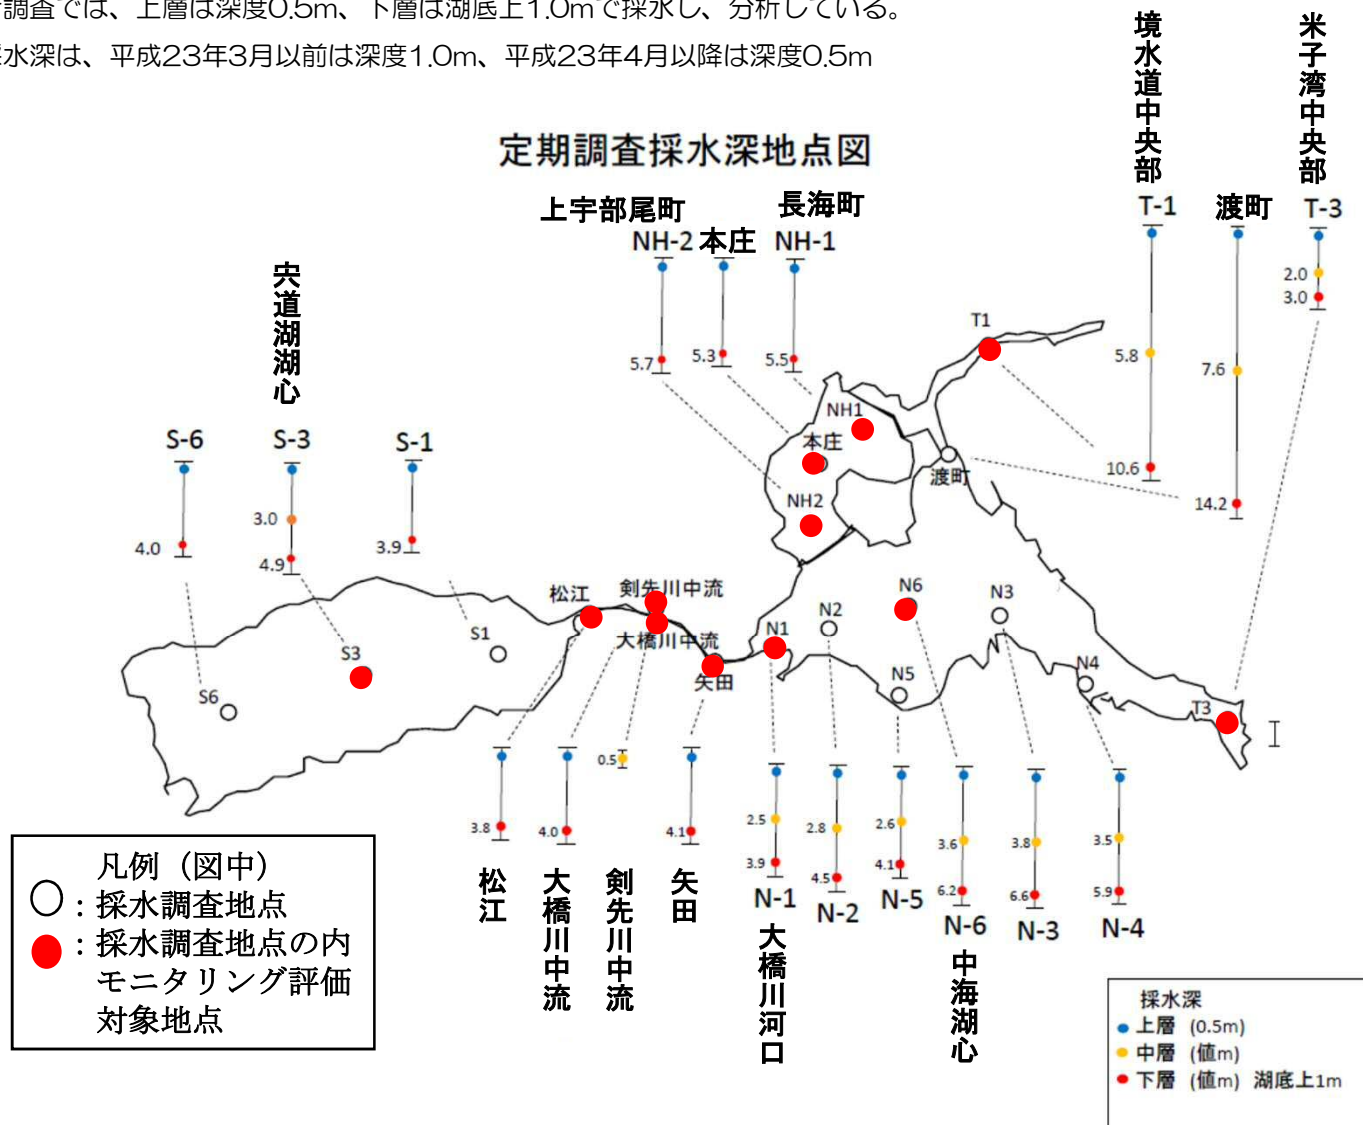 調査では、上層は深度0.5m、下層は湖底上1.0mで採水し、分析している。
水深は、平成23年3月以前は深度1.0m、平成23年4月以降は深度0.5m
定期調査採水深地点図
境水道中央部
米子湾中央部
上宇部尾町
長海町
T-1
渡町
T-3
NH-2
本庄
NH-1
宍道湖湖心
2.0
3.0
T1
5.8
7.6
5.7
5.3
5.5
NH1
本庄
S-6
S-3
S-1
渡町
10.6
14.2
NH2
3.0
4.0
4.9
3.9
松江
剣先川中流
N6
N3
N2
S1
大橋川中流
N1
S3
矢田
N5
N4
S6
T3
0.5
3.8
4.0
4.1
2.5
3.9
2.8
4.5
2.6
4.1
3.6
6.2
3.8
6.6
3.5
5.9
松江
大橋川中流
剣先川中流
矢田
N-1
大橋川河口
N-2
N-5
N-6
中海湖心
N-3
N-4
凡例(図中)
:採水調査地点
:採水調査地点の内
モニタリング評価
対象地点
採水深
上層 (0.5m)
中層 (値m)
下層 (値m) 湖底上1m